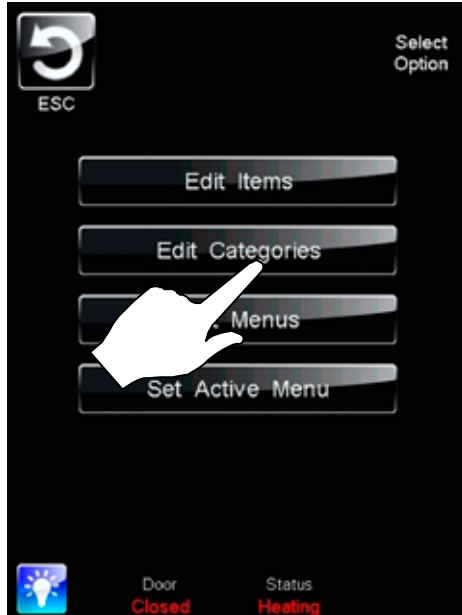 Select
Option
ESC
Edit Items
Edit Categories
Menus
Set Active Menu
Door
Status
Closed
Heating